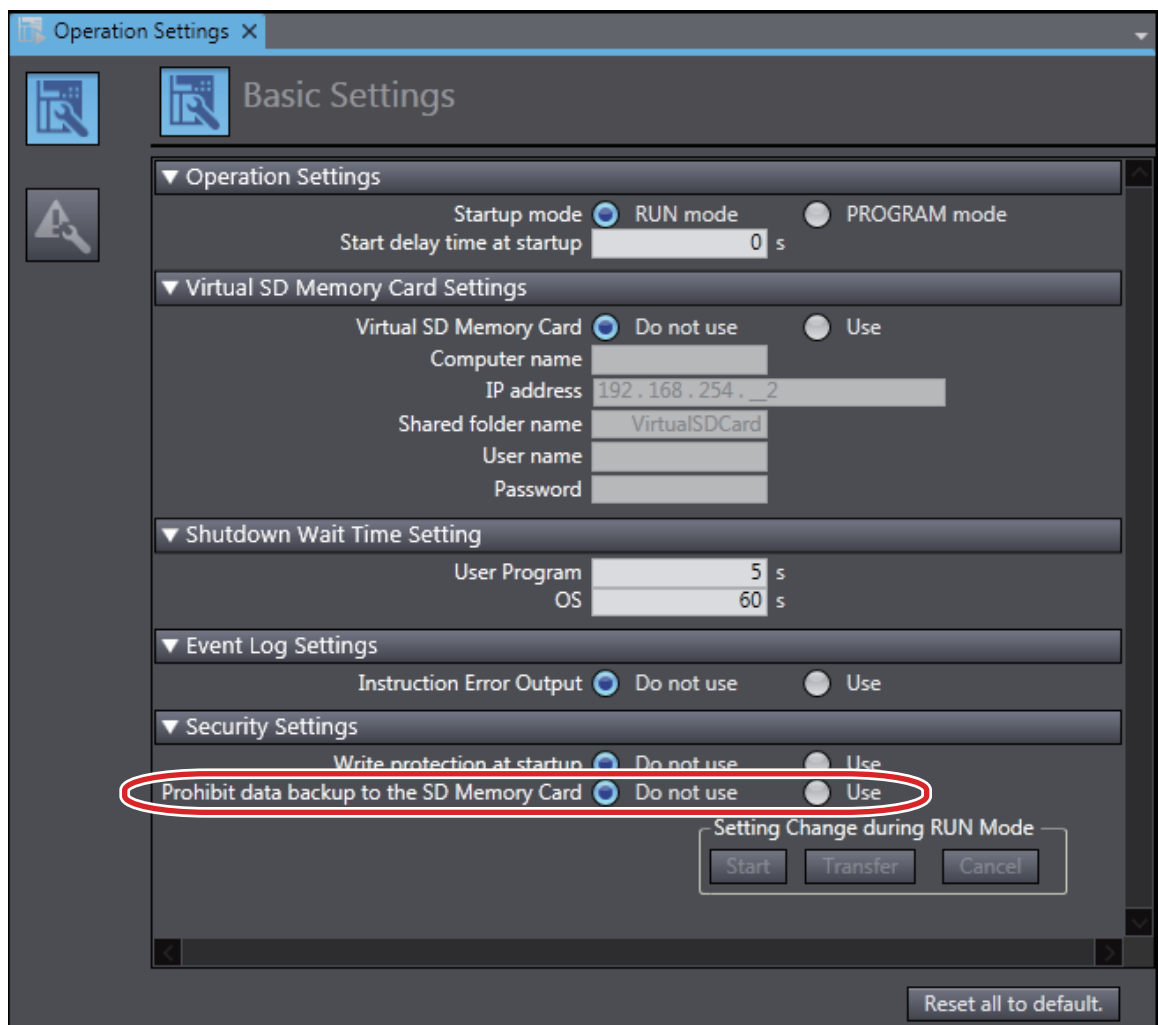 Operation Settings X
Basic Settings
▼ Operation Settings
Startup mode RUN mode PROGRAM mode
Start delay time at startup 0 s
▼ Virtual SD Memory Card Settings
Virtual SD Memory Card Do not use Use
Computer name
IP address 192 . 168 . 254 . __2
Shared folder name VirtualSDCard
User name
Password
▼ Shutdown Wait Time Setting
User Program 5 s
OS 60 s
▼ Event Log Settings
Instruction Error Output Do not use Use
▼ Security Settings
Write protection at startup Do not use Use
Prohibit data backup to the SD Memory Card Do not use Use
Setting Change during RUN Mode
Start Transfer Cancel
Reset all to default.